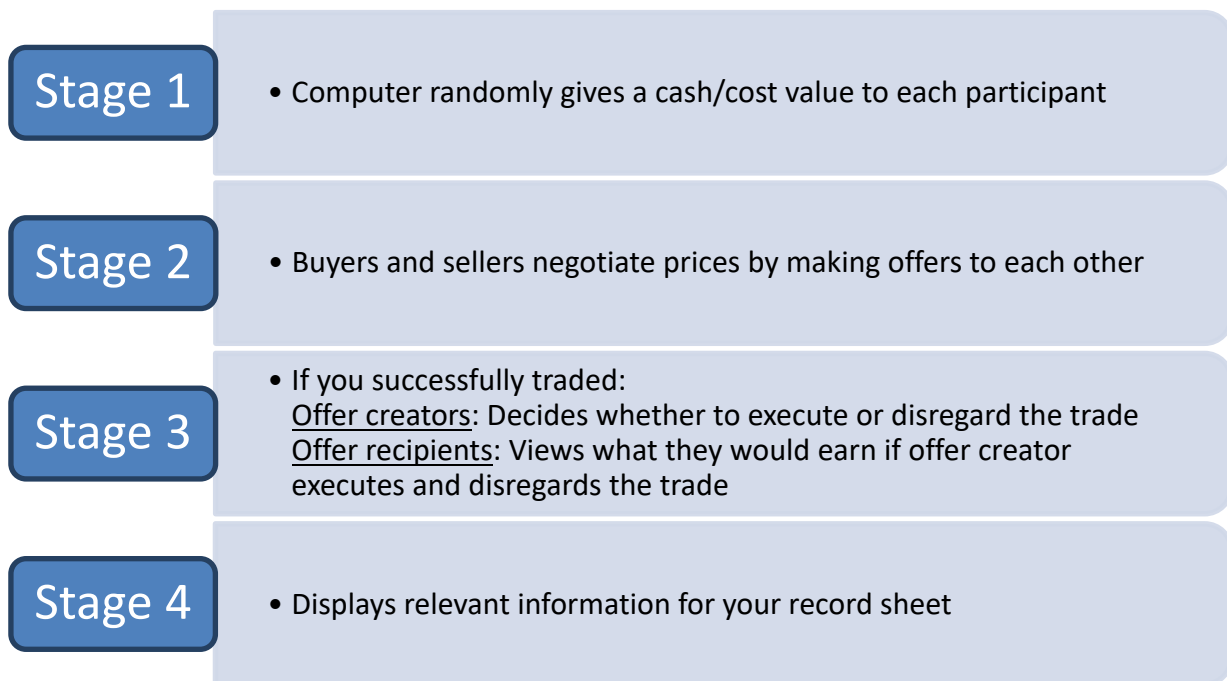 Stage 1
• Computer randomly gives a cash/cost value to each participant
Stage 2
• Buyers and sellers negotiate prices by making offers to each other
Stage 3
• If you successfully traded:
Offer creators: Decides whether to execute or disregard the trade
Offer recipients: Views what they would earn if offer creator
executes and disregards the trade
Stage 4
• Displays relevant information for your record sheet